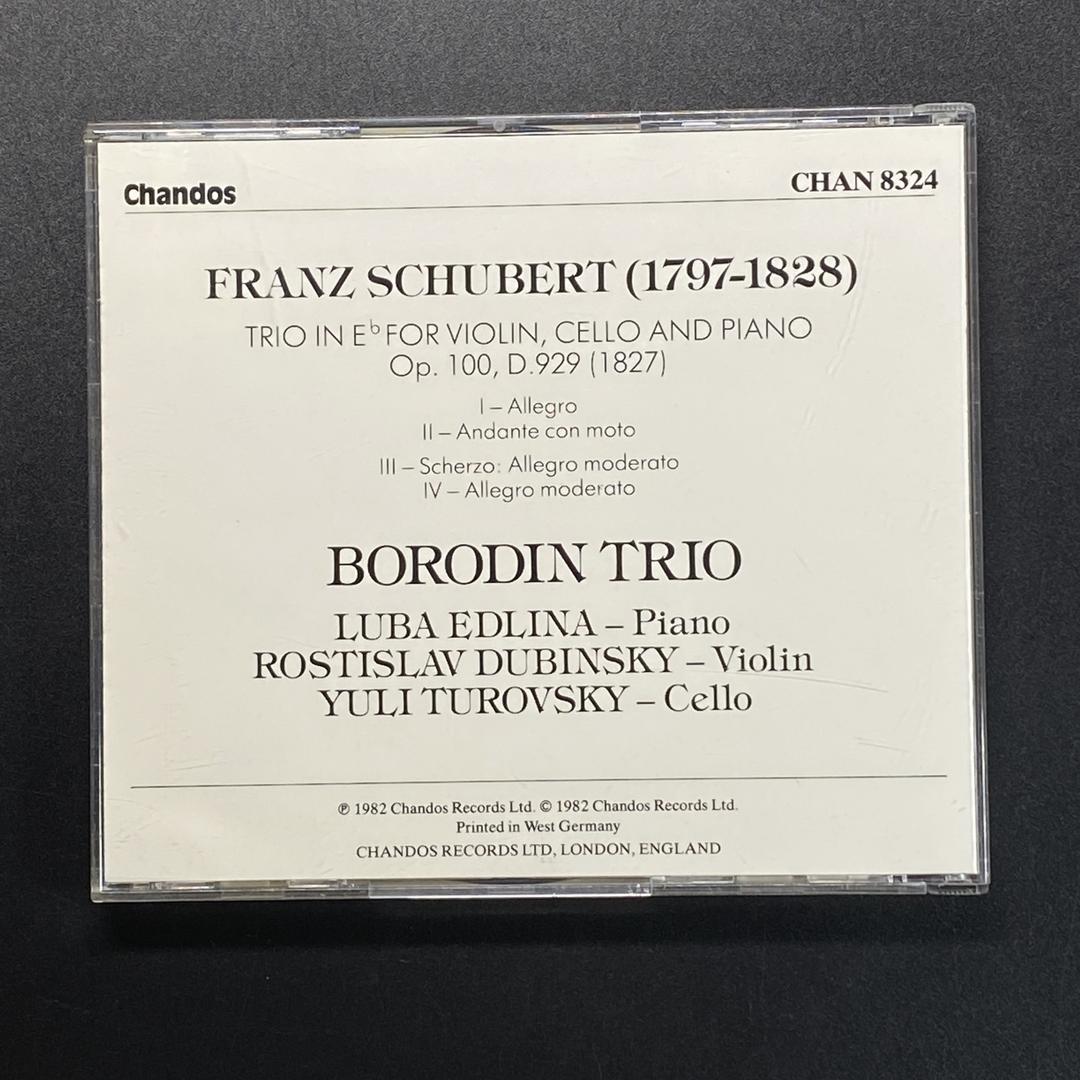 Chandos
CHAN 8324
FRANZ SCHUBERT (1797-1828)
TRIO IN E♭ FOR VIOLIN, CELLO AND PIANO
Op. 100, D.929 (1827)
I – Allegro
II – Andante con moto
III – Scherzo: Allegro moderato
IV – Allegro moderato
BORODIN TRIO
LUBA EDLINA – Piano
ROSTISLAV DUBINSKY – Violin
YULI TUROVSKY – Cello
℗ 1982 Chandos Records Ltd. © 1982 Chandos Records Ltd.
Printed in West Germany
CHANDOS RECORDS LTD, LONDON, ENGLAND